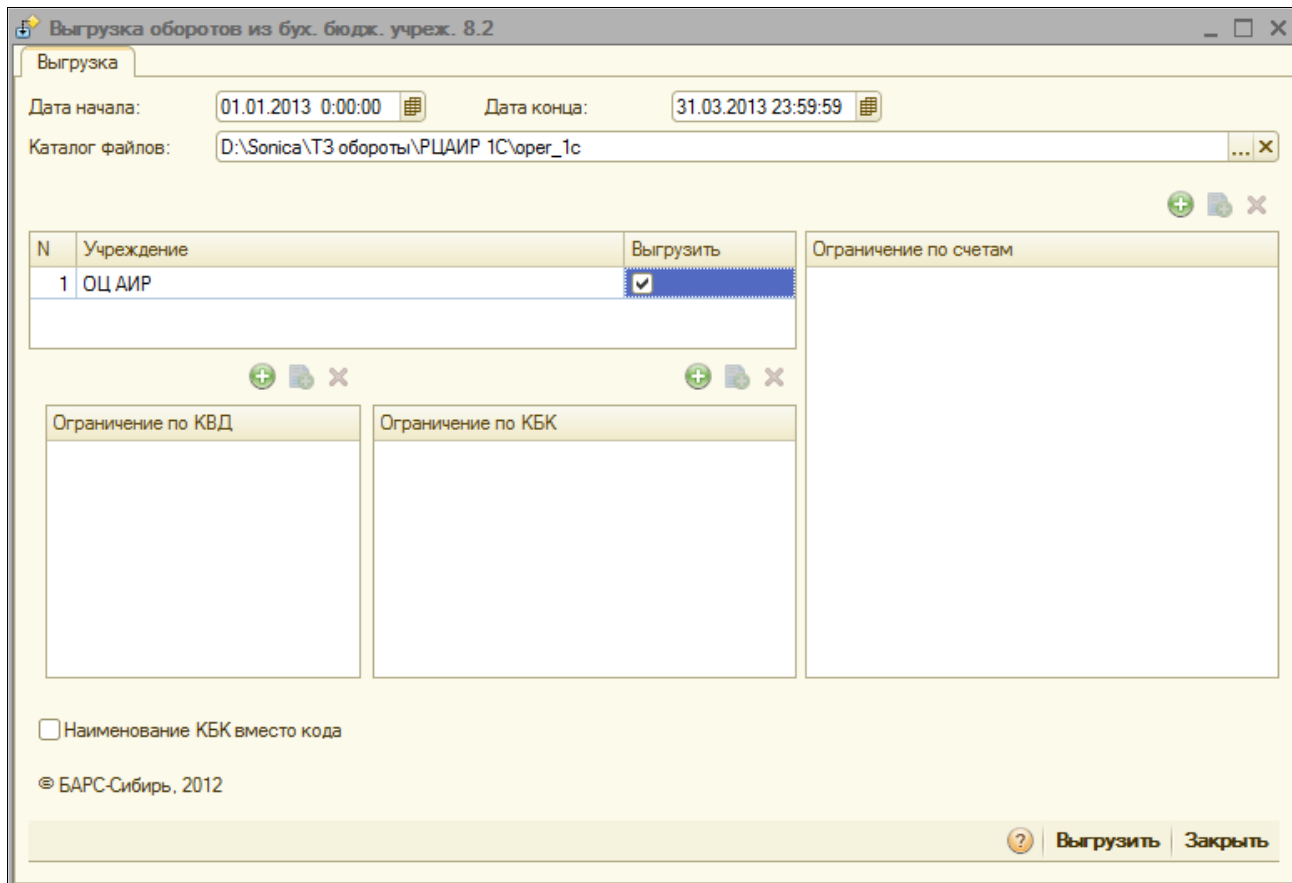 Выгрузка оборотов из бух. бюдж. учреж. 8.2
Выгрузка
Дата начала: 01.01.2013 0:00:00 Дата конца: 31.03.2013 23:59:59
Каталог файлов: D:\Sonica\ТЗ обороты\РЦАИР 1С\oper_1c ...
N Учреждение Выгрузить Ограничение по счетам
1 ОЦ АИР
Ограничение по КВД Ограничение по КБК
Наименование КБК вместо кода
© БАРС-Сибирь, 2012
? Выгрузить Закрыть